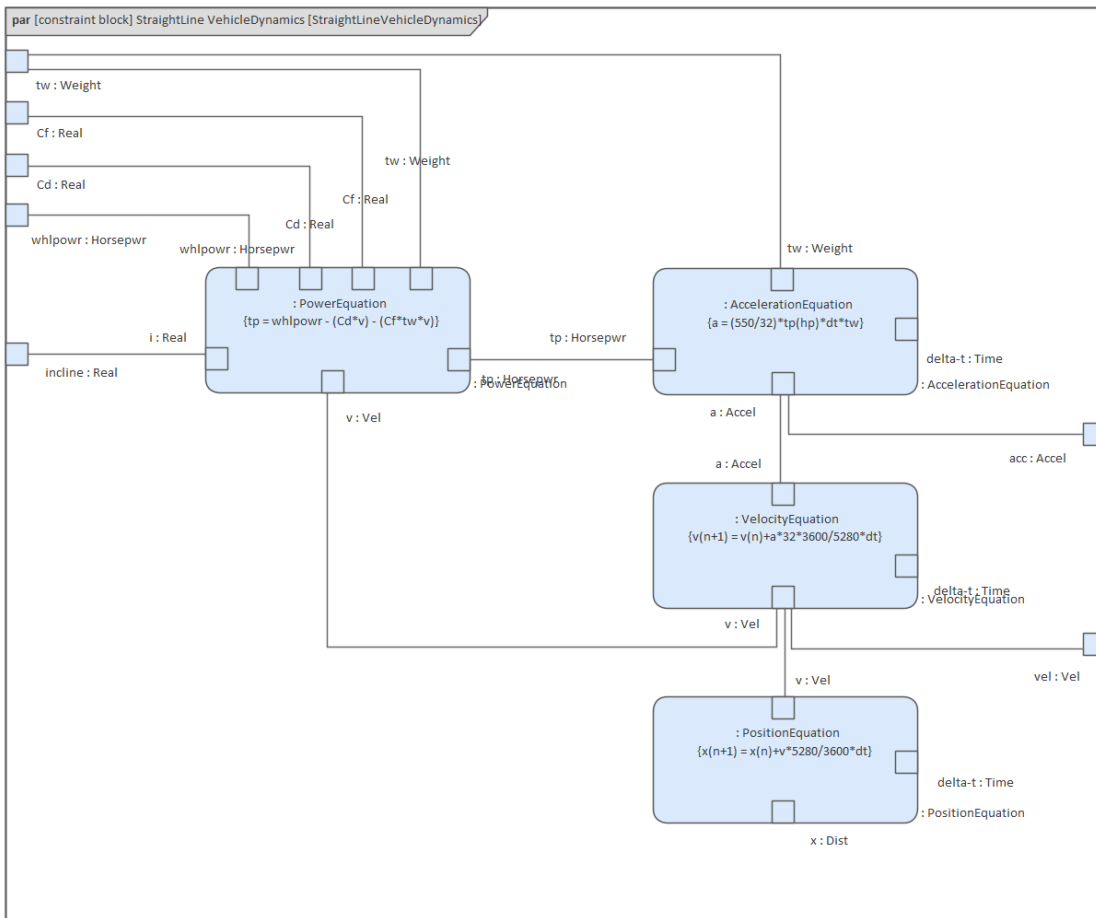 par [constraint block] StraightLine VehicleDynamics [StraightLineVehicleDynamics]
tw : Weight
Cf : Real
tw : Weight
Cd : Real
Cf : Real
Cd : Real
whlpowr : Horsepwr
whlpowr : Horsepwr
tw : Weight
: PowerEquation
{tp = whlpowr - (Cd*v) - (Cf*tw*v)}
: AccelerationEquation
{a = (550/32)*tp(hp)*dt*tw}
i : Real
tp : Horsepwr
delta-t : Time
incline : Real
tp : Horsepwr
: PowerEquation
: AccelerationEquation
v : Vel
a : Accel
acc : Accel
a : Accel
: VelocityEquation
{v(n+1) = v(n)+a*32*3600/5280*dt}
delta-t : Time
: VelocityEquation
v : Vel
vel : Vel
v : Vel
: PositionEquation
{x(n+1) = x(n)+v*5280/3600*dt}
delta-t : Time
: PositionEquation
x : Dist